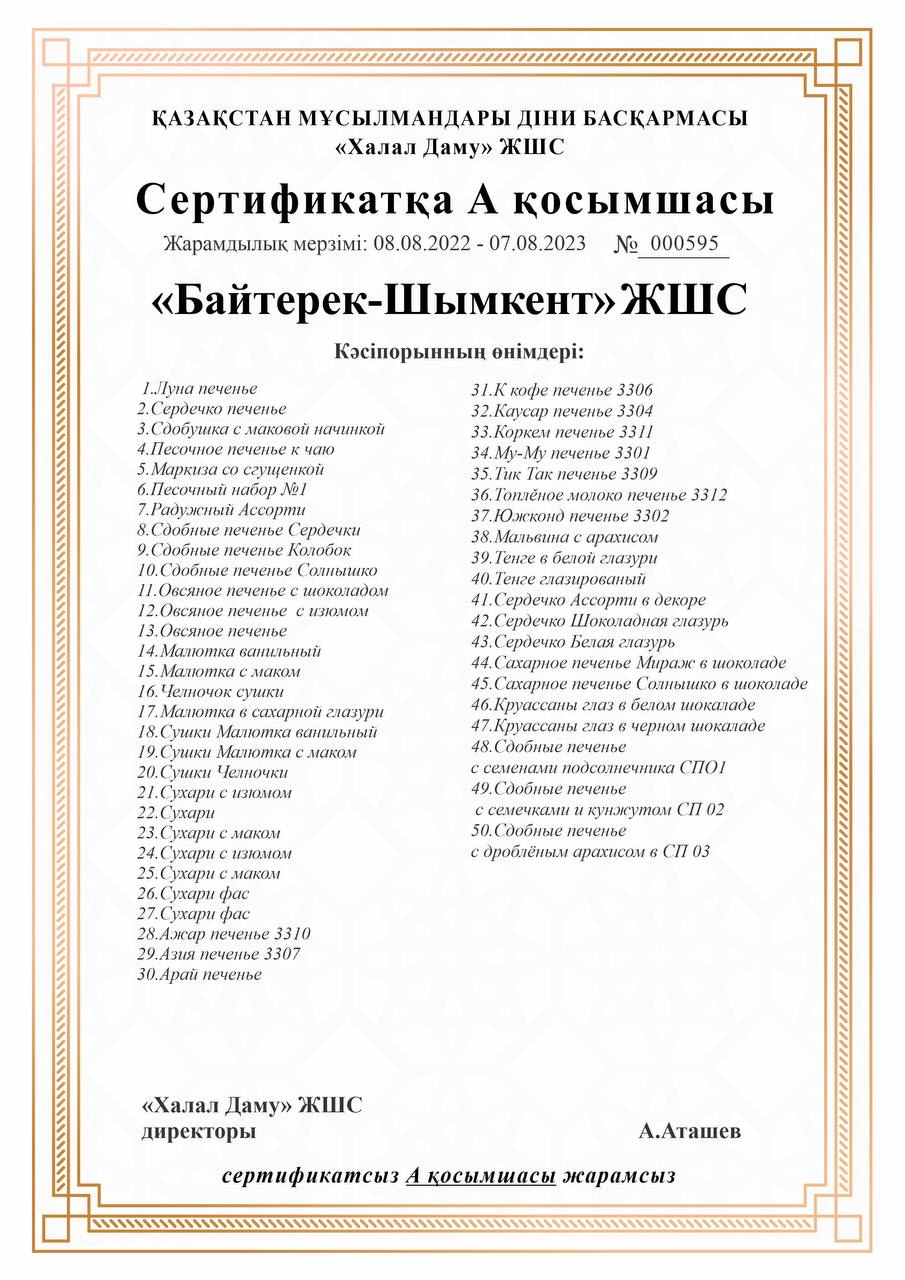 ҚАЗАҚСТАН МҰСЫЛМАНДАРЫ ДІНИ БАСҚАРМАСЫ
«Халал Даму» ЖШС
Сертификатқа А қосымшасы
Жарамдылық мерзімі: 08.08.2022 - 07.08.2023 № 000595
«Байтерек-Шымкент» ЖШС
Кәсіпорынның өнімдері:
1.Луна печенье
2.Сердечко печенье
3.Сдобушка с маковой начинкой
4.Песочное печенье к чаю
5.Маркиза со сгущенкой
6.Песочный набор №1
7.Радужный Ассорти
8.Сдобные печенье Сердечки
9.Сдобные печенье Колобок
10.Сдобные печенье Солнышко
11.Овсяное печенье с шоколадом
12.Овсяное печенье с изюмом
13.Овсяное печенье
14.Малютка ванильный
15.Малютка с маком
16.Челночок сушки
17.Малютка в сахарной глазури
18.Сушки Малютка ванильный
19.Сушки Малютка с маком
20.Сушки Челночки
21.Сухари с изюмом
22.Сухари
23.Сухари с маком
24.Сухари с изюмом
25.Сухари с маком
26.Сухари фас
27.Сухари фас
28.Ажар печенье 3310
29.Азия печенье 3307
30.Арай печенье
31.К кофе печенье 3306
32.Каусар печенье 3304
33.Коркем печенье 3311
34.Му-Му печенье 3301
35.Тик Так печенье 3309
36.Топлёное молоко печенье 3312
37.Южконд печенье 3302
38.Мальвина с арахисом
39.Тенге в белой глазури
40.Тенге глазированый
41.Сердечко Ассорти в декоре
42.Сердечко Шоколадная глазурь
43.Сердечко Белая глазурь
44.Сахарное печенье Мираж в шоколаде
45.Сахарное печенье Солнышко в шоколаде
46.Круассаны глаз в белом шокаладе
47.Круассаны глаз в черном шокаладе
48.Сдобные печенье
с семенами подсолнечника СПО1
49.Сдобные печенье
с семечками и кунжутом СП 02
50.Сдобные печенье
с дроблёным арахисом в СП 03
«Халал Даму» ЖШС
директоры А.Аташев
сертификатсыз А қосымшасы жарамсыз